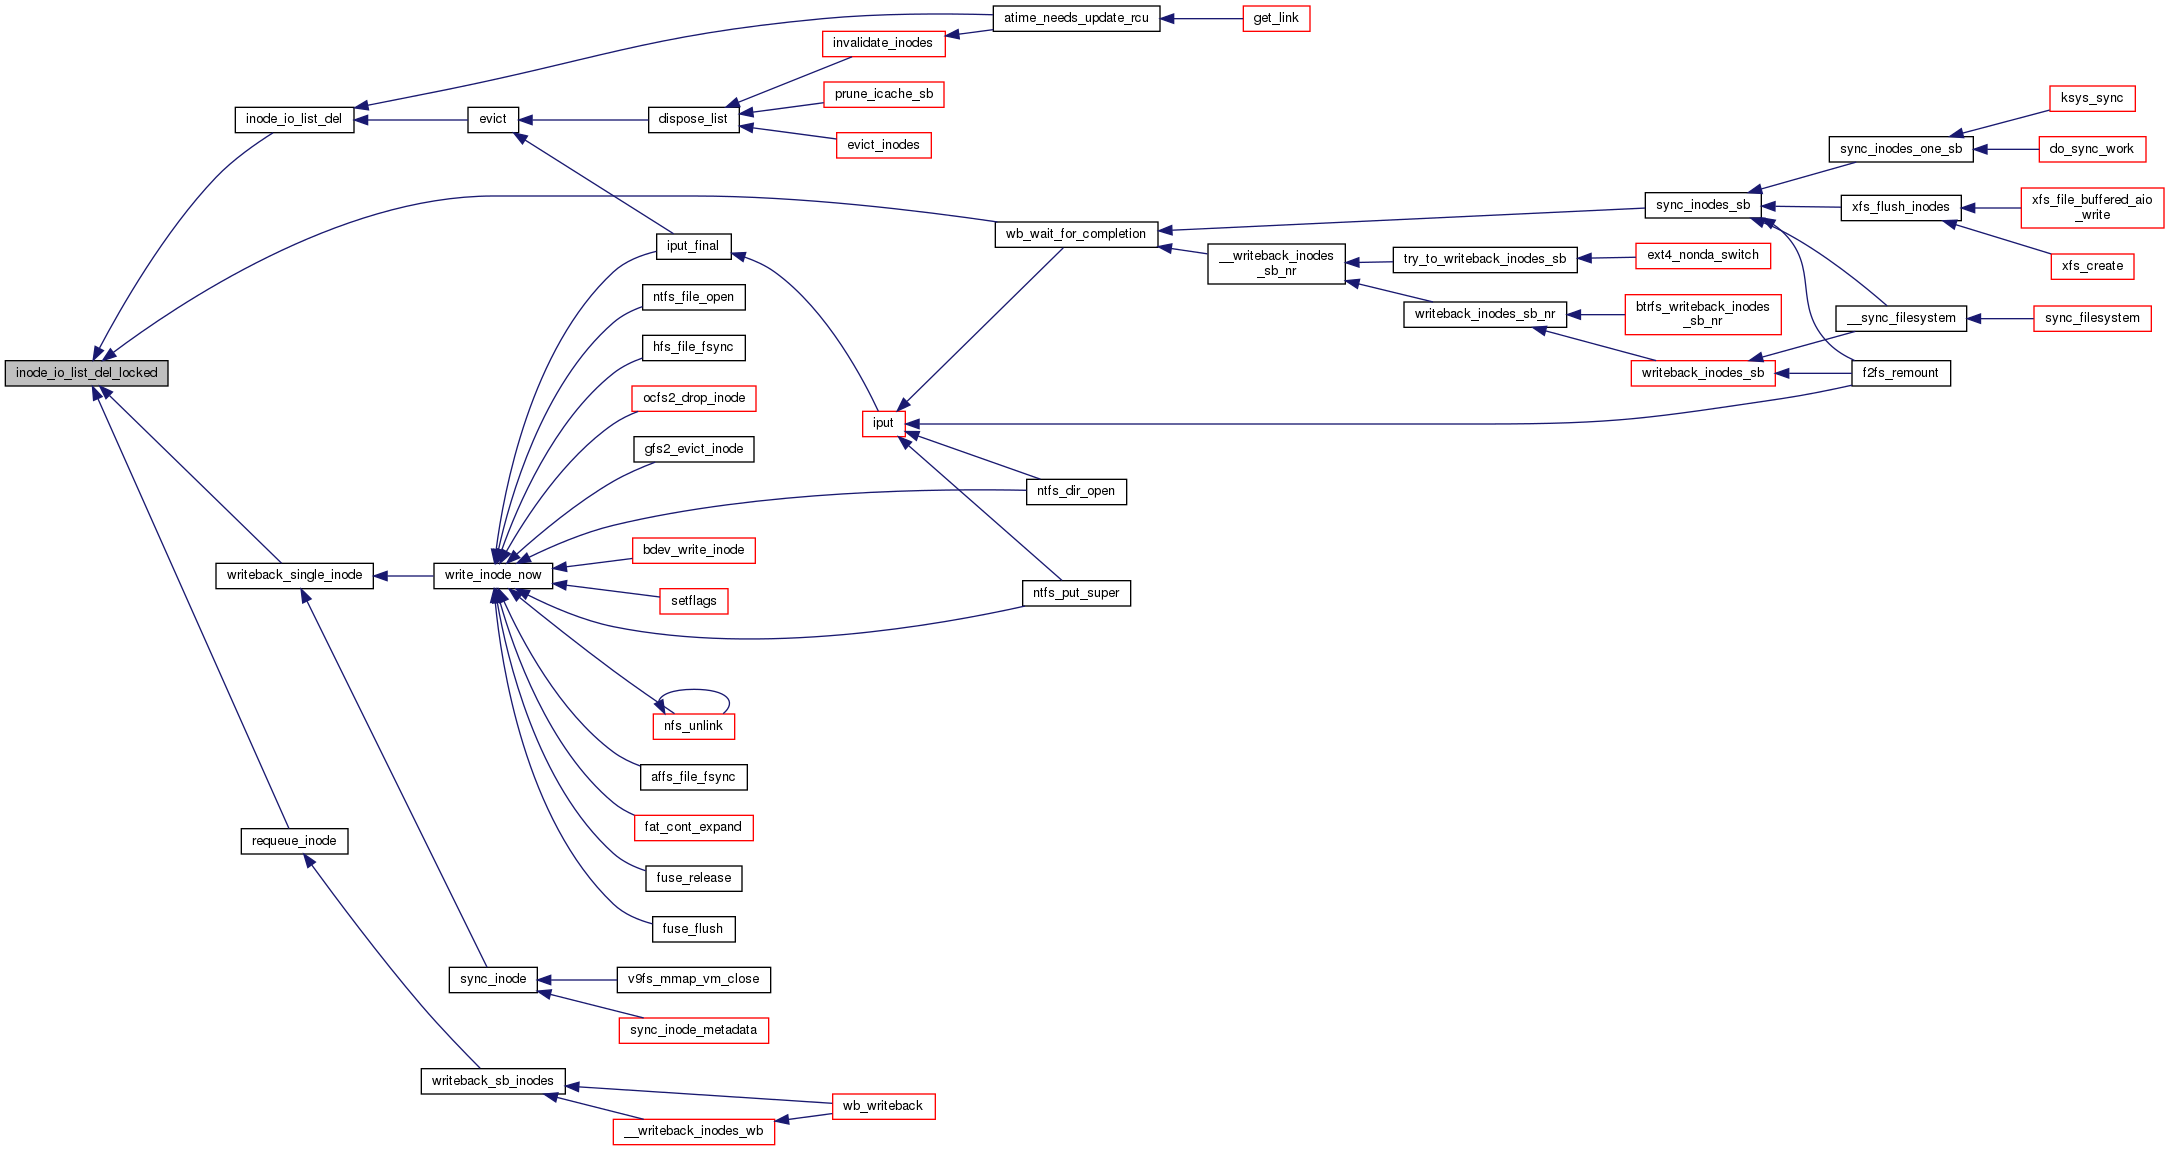 atime_needs_update_rcu
get_link
invalidate_inodes
prune_icache_sb
ksys_sync
inode_io_list_del
evict
dispose_list
evict_inodes
sync_inodes_one_sb
do_sync_work
sync_inodes_sb
xfs_flush_inodes
xfs_file_buffered_aio
_write
wb_wait_for_completion
iput_final
__writeback_inodes
_sb_nr
try_to_writeback_inodes_sb
ext4_nonda_switch
xfs_create
ntfs_file_open
writeback_inodes_sb_nr
btrfs_writeback_inodes
_sb_nr
__sync_filesystem
sync_filesystem
hfs_file_fsync
inode_io_list_del_locked
writeback_inodes_sb
f2fs_remount
ocfs2_drop_inode
iput
gfs2_evict_inode
ntfs_dir_open
bdev_write_inode
writeback_single_inode
write_inode_now
setflags
ntfs_put_super
nfs_unlink
affs_file_fsync
fat_cont_expand
requeue_inode
fuse_release
fuse_flush
sync_inode
v9fs_mmap_vm_close
sync_inode_metadata
writeback_sb_inodes
wb_writeback
__writeback_inodes_wb